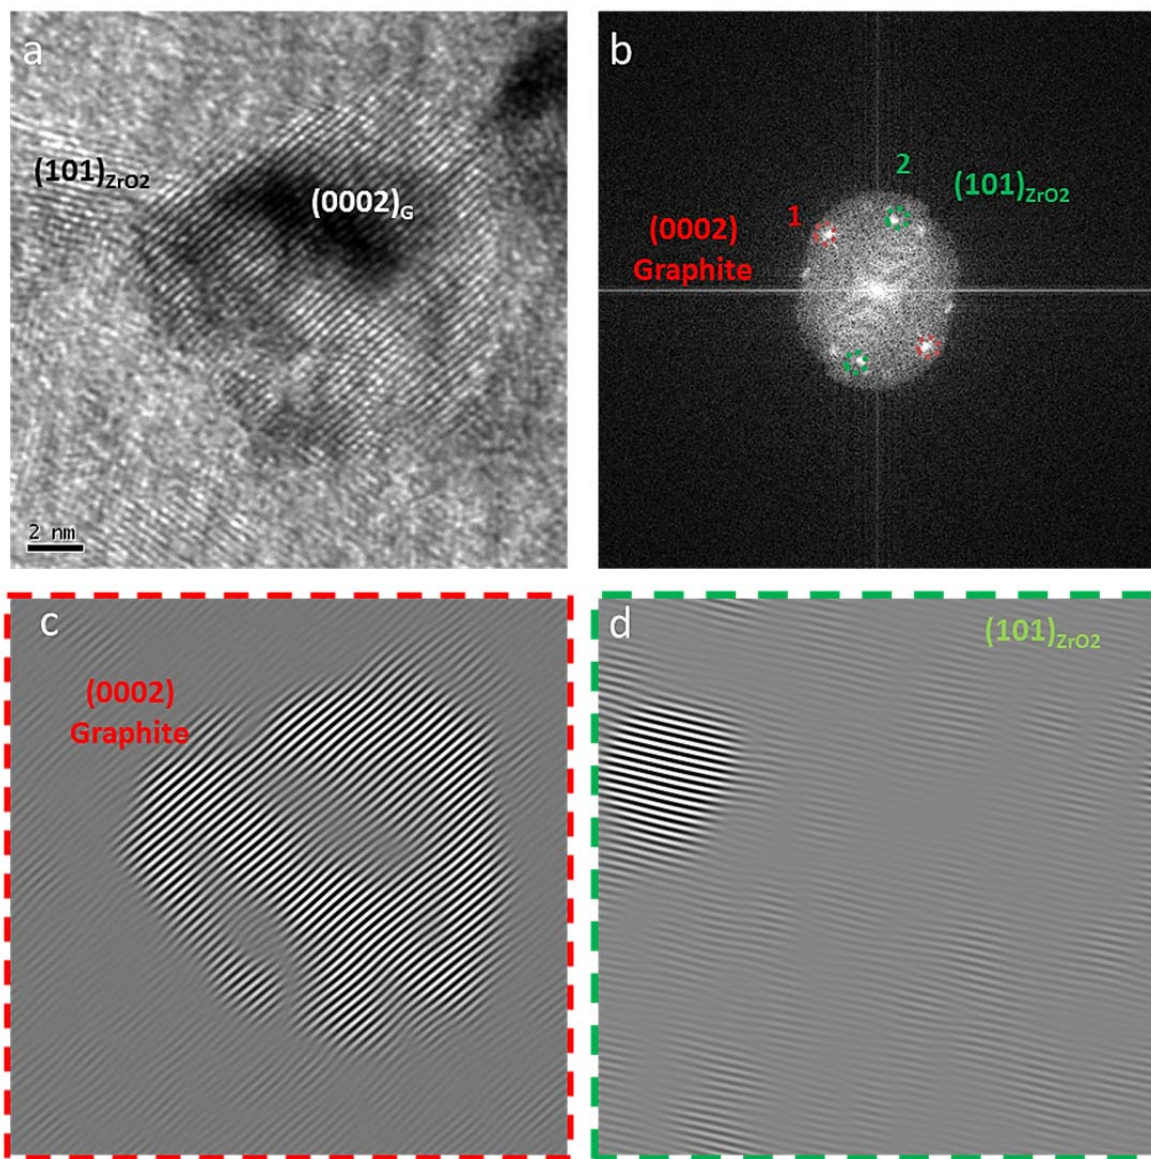 a
(101)ZrO2
(0002)G
2 nm
b
2
(101)ZrO2
1
(0002)
Graphite
c
(0002)
Graphite
d
(101)ZrO2